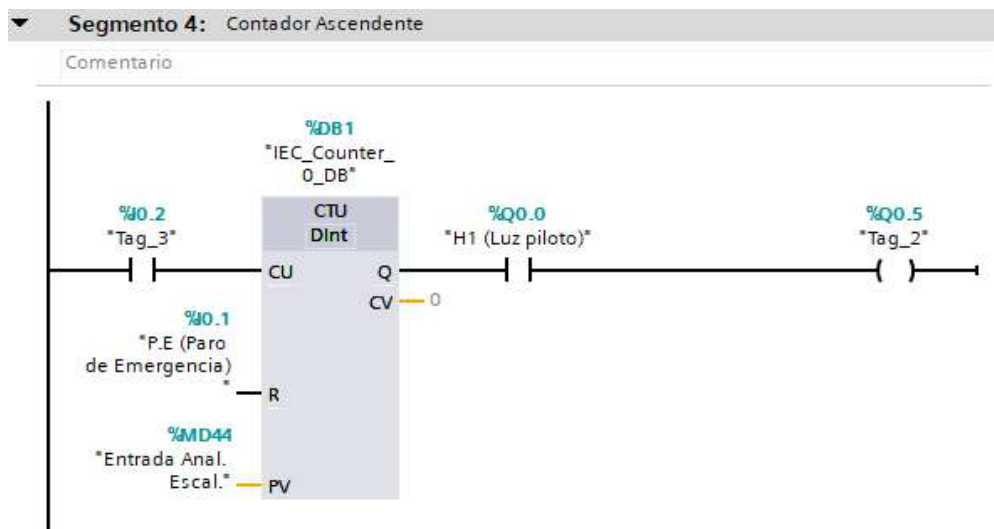 Segmento 4: Contador Ascendente
Comentario
%DB1
"IEC_Counter_
0_DB"
%I0.2
"Tag_3"
CTU
DInt
%Q0.0
"H1 (Luz piloto)"
%Q0.5
"Tag_2"
CU
Q
CV
0
%I0.1
"P.E (Paro
de Emergencia)
"
R
%MD44
"Entrada Anal.
Escal."
PV